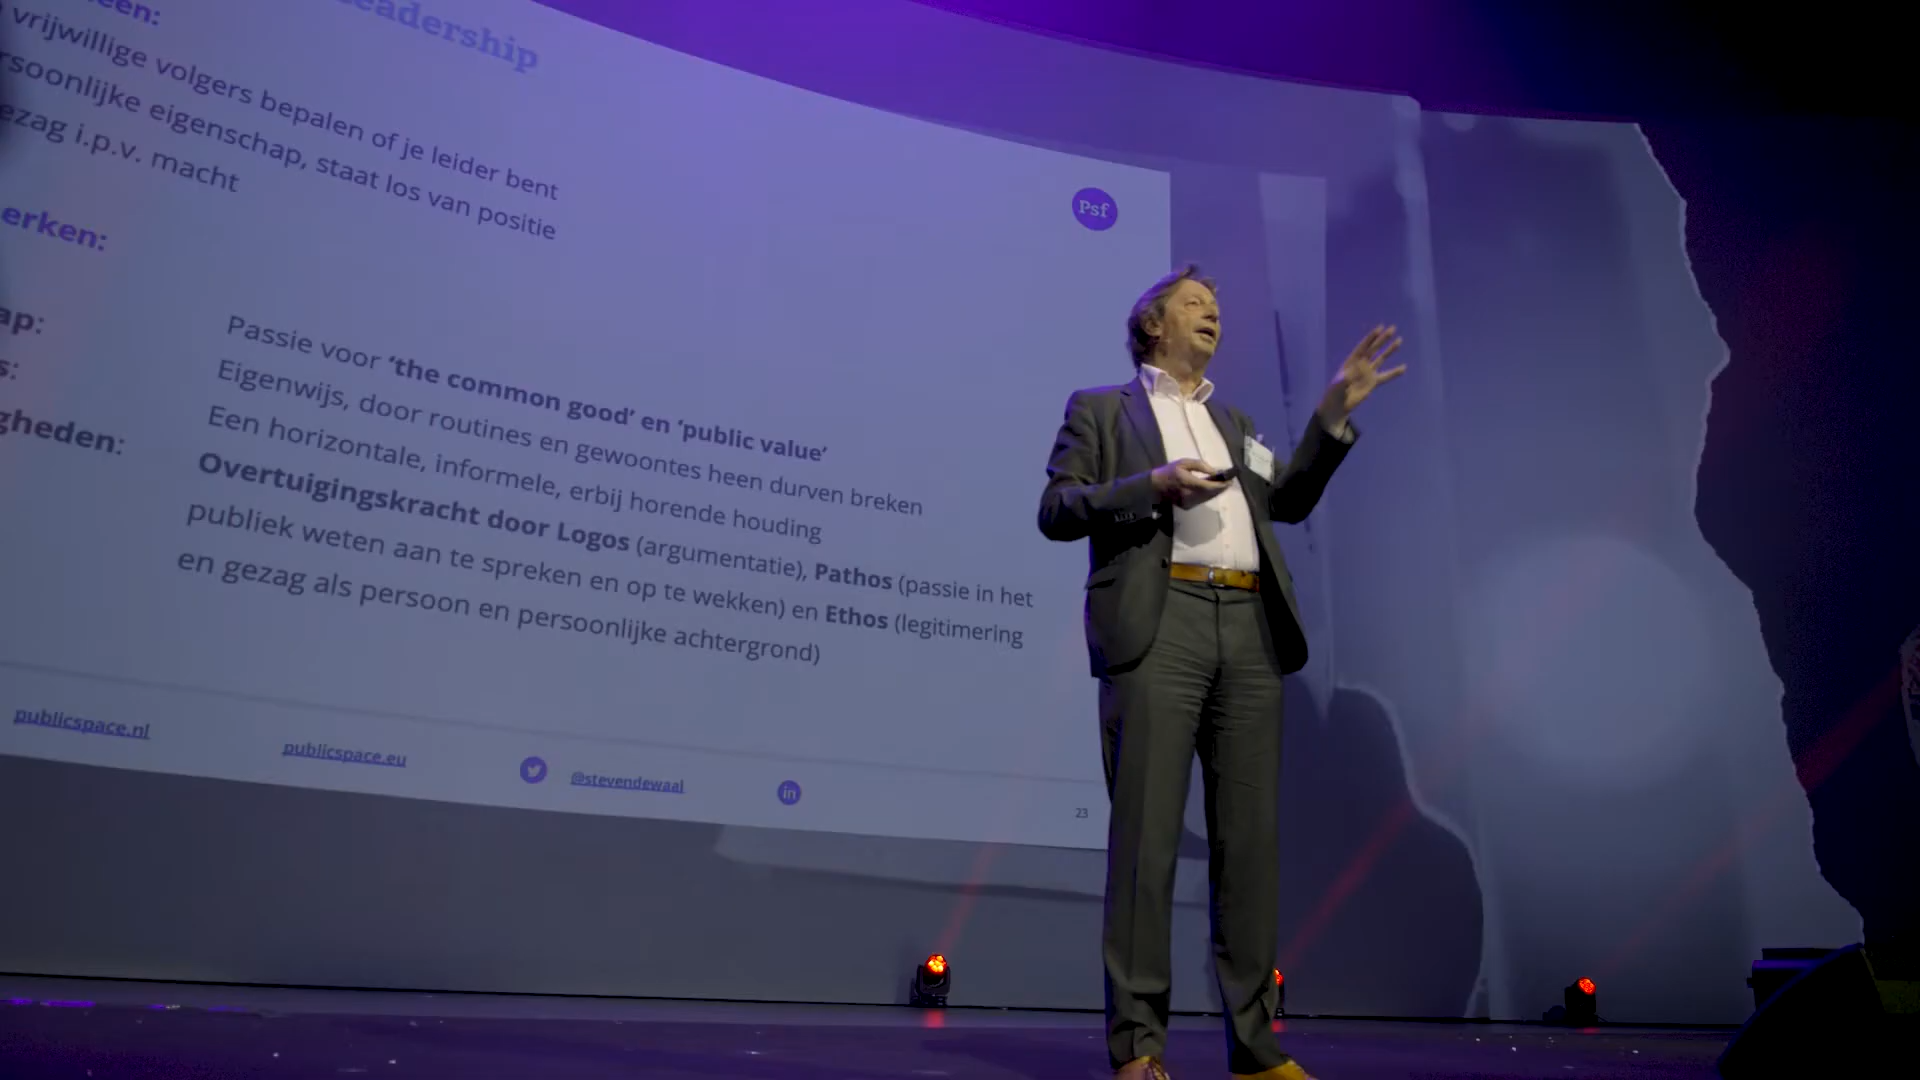 leadership
een:
vrijwillige volgers bepalen of je leider bent
rsoonlijke eigenschap, staat los van positie
ezag i.p.v. macht
Psf
erken:
ap:
Passie voor ‘the common good’ en ‘public value’
s:
Eigenwijs, door routines en gewoontes heen durven breken
Een horizontale, informele, erbij horende houding
gheden:
Overtuigingskracht door Logos (argumentatie), Pathos (passie in het
publiek weten aan te spreken en op te wekken) en Ethos (legitimering
en gezag als persoon en persoonlijke achtergrond)
publicspace.nl
publicspace.eu
@stevendewaal
in
23